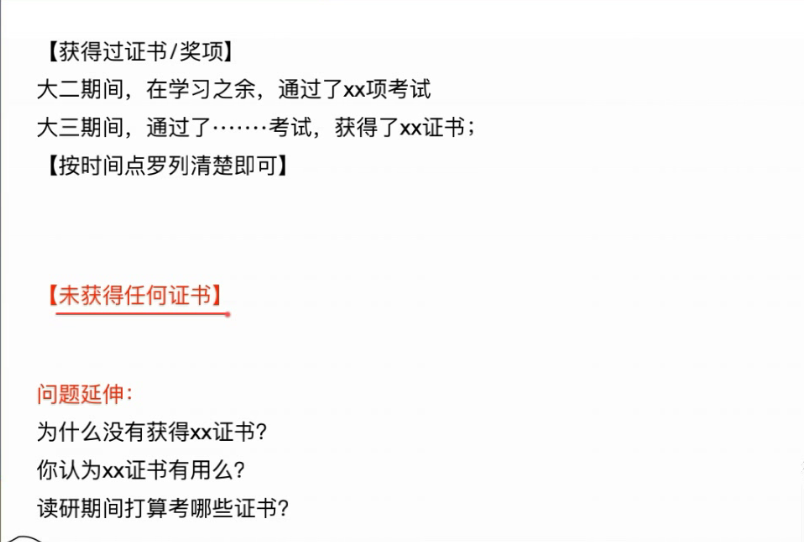 【获得过证书/奖项】
大二期间，在学习之余，通过了xx项考试
大三期间，通过了·······考试，获得了xx证书；
【按时间点罗列清楚即可】
【未获得任何证书】
问题延伸：
为什么没有获得xx证书？
你认为xx证书有用么？
读研期间打算考哪些证书？